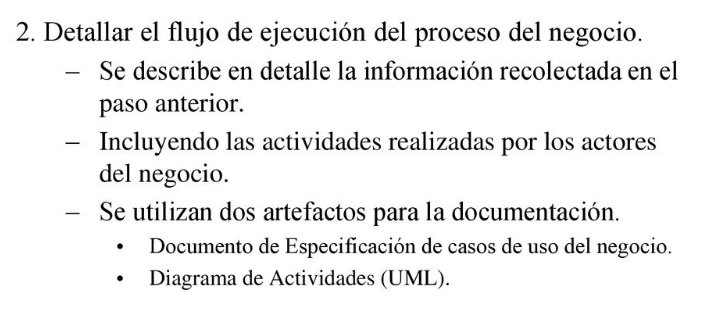 2. Detallar el flujo de ejecución del proceso del negocio.
– Se describe en detalle la información recolectada en el
paso anterior.
– Incluyendo las actividades realizadas por los actores
del negocio.
– Se utilizan dos artefactos para la documentación.
• Documento de Especificación de casos de uso del negocio.
• Diagrama de Actividades (UML).